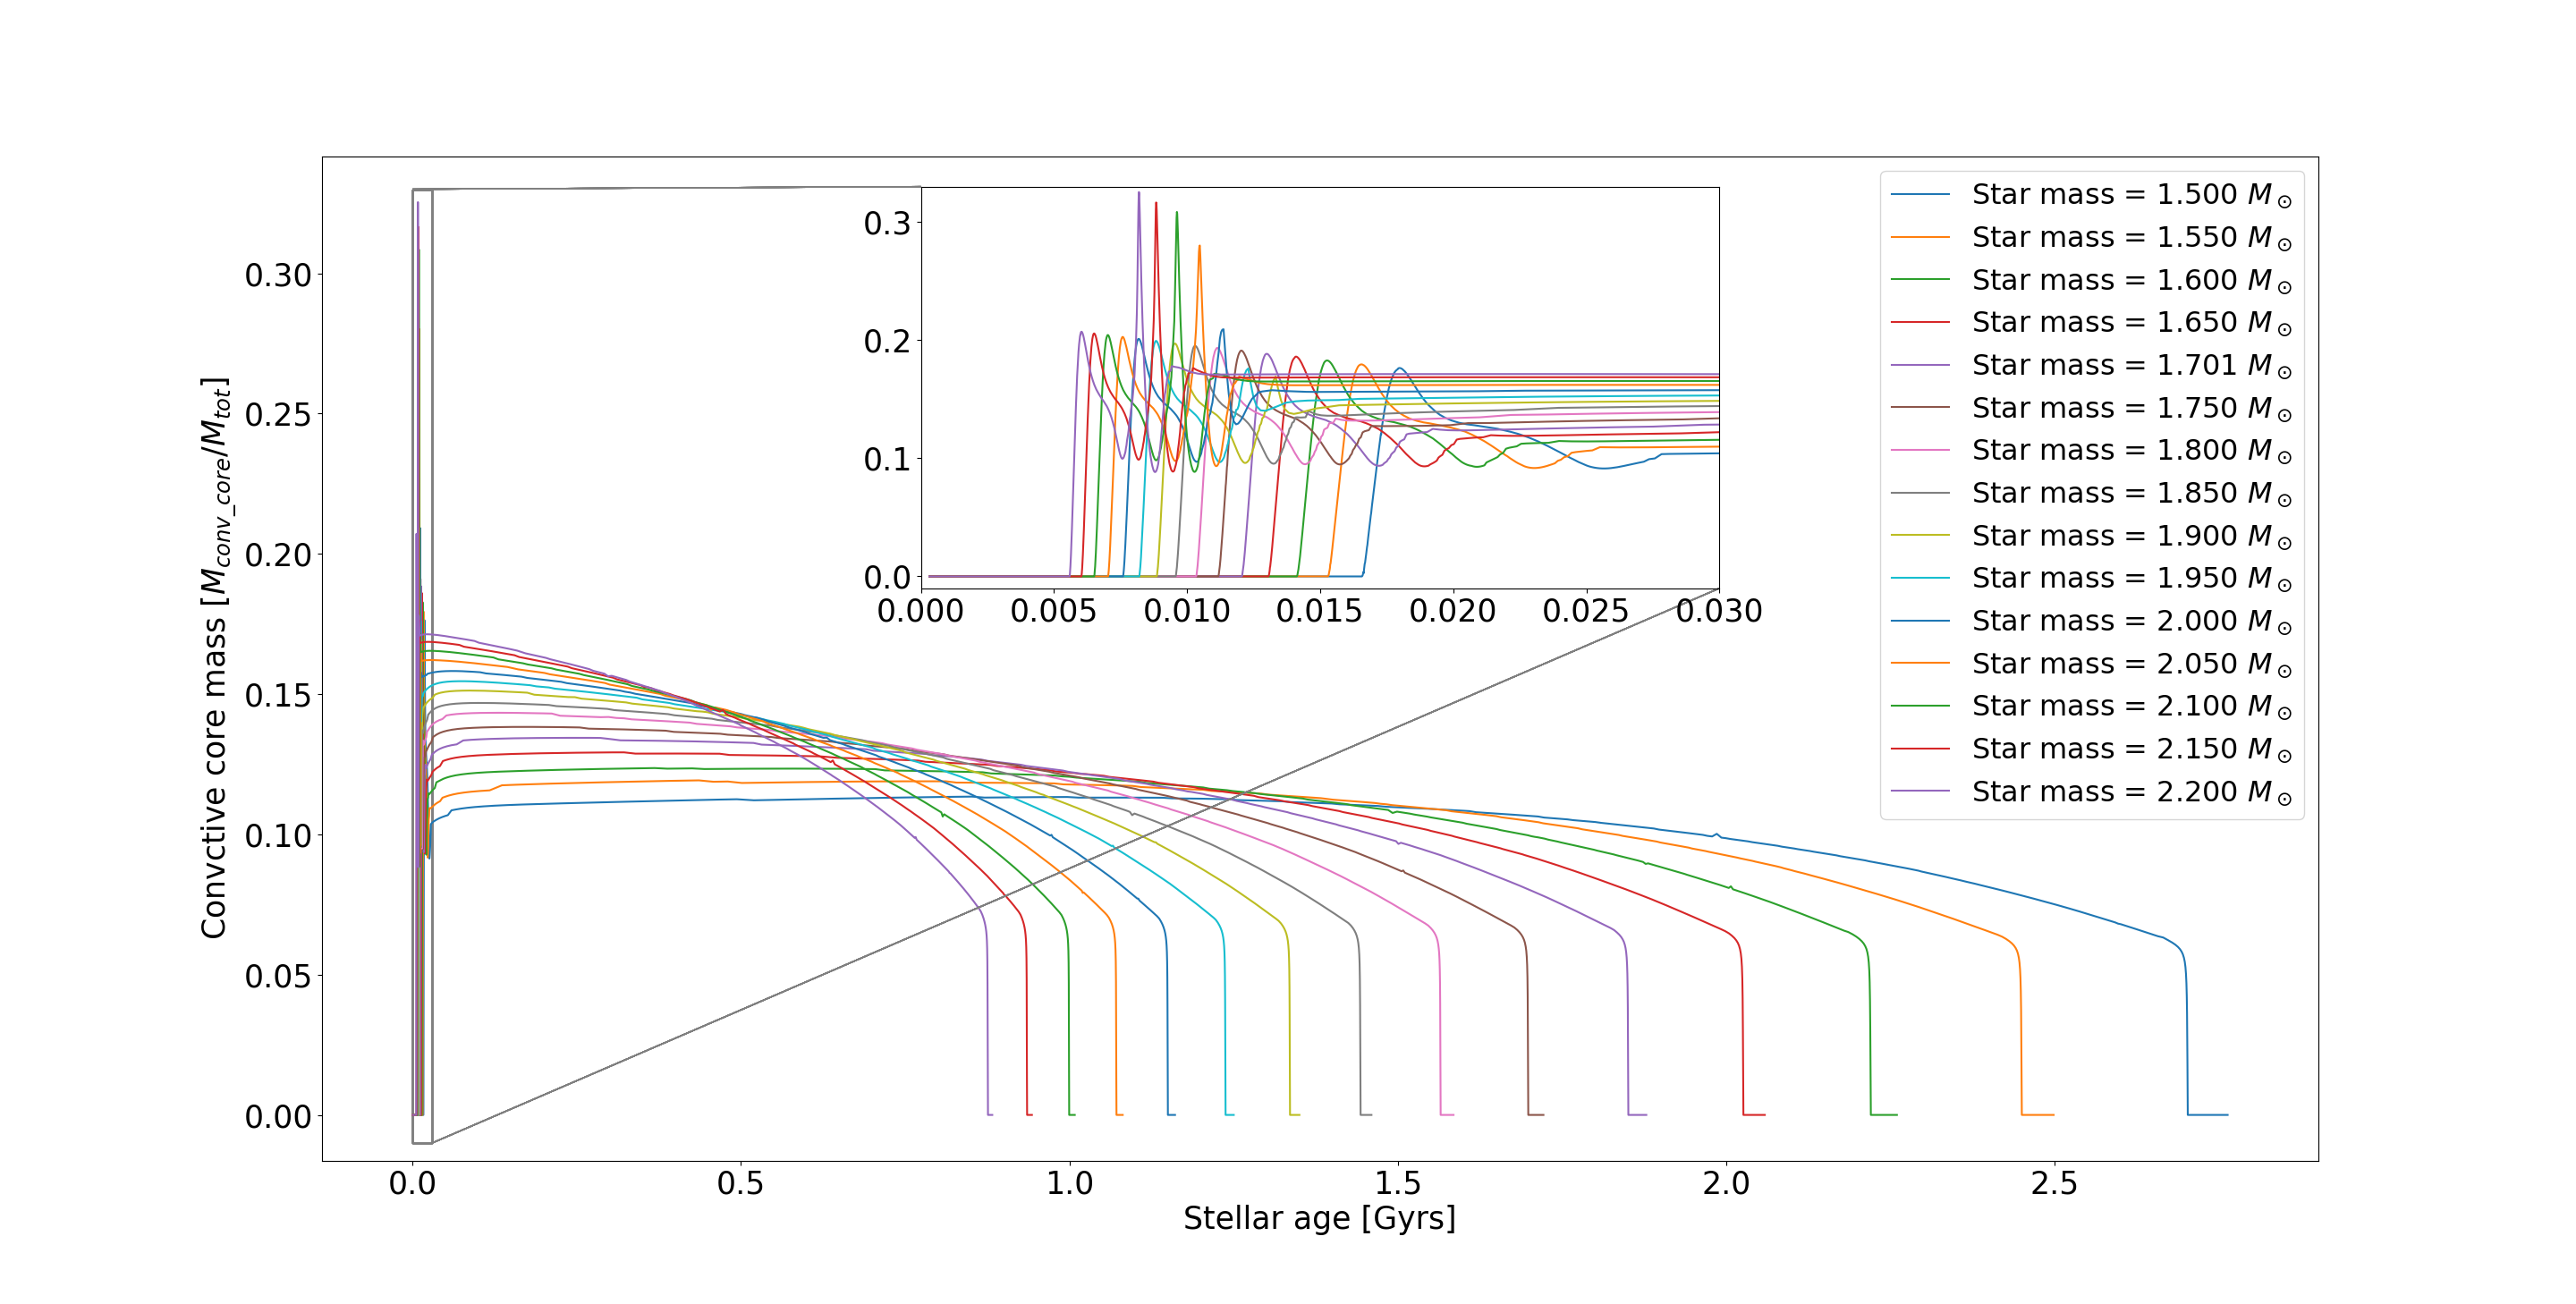 Convctive core mass [M_conv_core/M_tot]
0.30
0.25
0.20
0.15
0.10
0.05
0.00
0.0 0.5 1.0 1.5 2.0 2.5
Stellar age [Gyrs]
0.3
0.2
0.1
0.0
0.000 0.005 0.010 0.015 0.020 0.025 0.030
Star mass = 1.500 M⊙
Star mass = 1.550 M⊙
Star mass = 1.600 M⊙
Star mass = 1.650 M⊙
Star mass = 1.701 M⊙
Star mass = 1.750 M⊙
Star mass = 1.800 M⊙
Star mass = 1.850 M⊙
Star mass = 1.900 M⊙
Star mass = 1.950 M⊙
Star mass = 2.000 M⊙
Star mass = 2.050 M⊙
Star mass = 2.100 M⊙
Star mass = 2.150 M⊙
Star mass = 2.200 M⊙